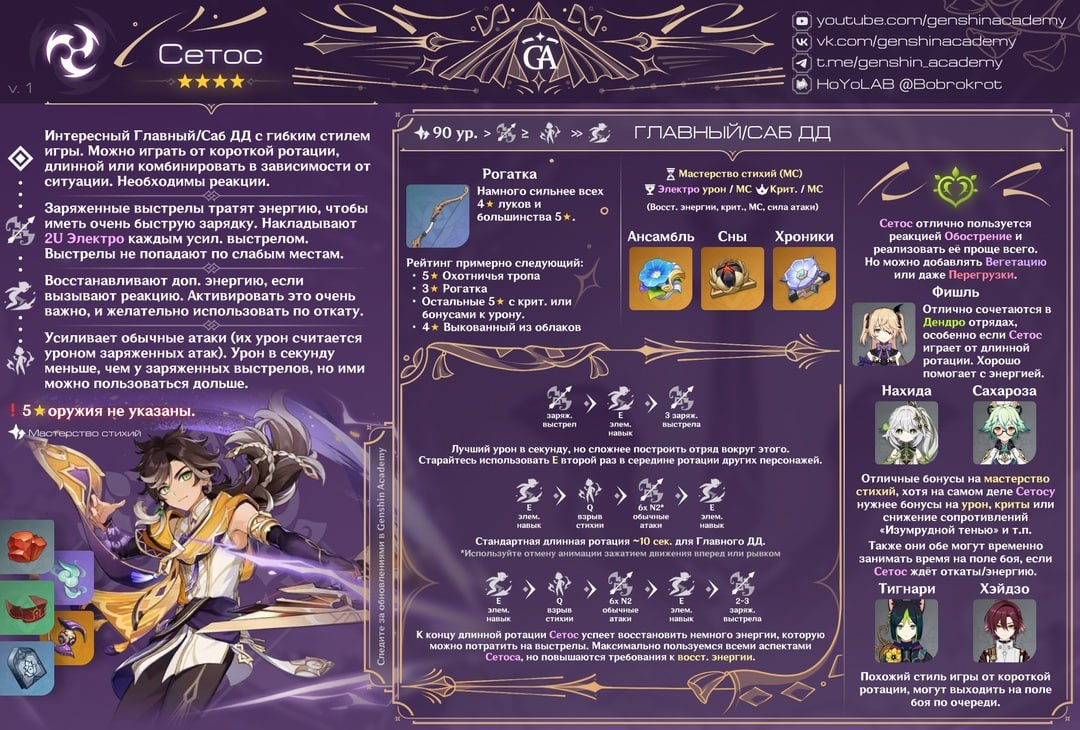 Сетос
v. 1
GA
youtube.com/genshinacademy
vk.com/genshinacademy
t.me/genshin_academy
HoYoLAB @Bobrokrot
Интересный Главный/Саб ДД с гибким стилем
игры. Можно играть от короткой ротации,
длинной или комбинировать в зависимости от
ситуации. Необходимы реакции.
Заряженные выстрелы тратят энергию, чтобы
иметь очень быструю зарядку. Накладывают
2U Электро каждым усил. выстрелом.
Выстрелы не попадают по слабым местам.
Восстанавливают доп. энергию, если
вызывают реакцию. Активировать это очень
важно, и желательно использовать по откату.
Усиливает обычные атаки (их урон считается
уроном заряженных атак). Урон в секунду
меньше, чем у заряженных выстрелов, но ими
можно пользоваться дольше.
! 5★ оружия не указаны.
Мастерство стихий
Следите за обновлениями в Genshin Academy
90 ур. > ≥ >>
ГЛАВНЫЙ/САБ ДД
Рогатка
Намного сильнее всех
4★ луков и
большинства 5★.
Рейтинг примерно следующий:
• 5★ Охотничья тропа
• 3★ Рогатка
• Остальные 5★ с крит. или
бонусами к урону.
• 4★ Выкованный из облаков
Мастерство стихий (МС)
Электро урон / МС Крит. / МС
(Восст. энергии, крит., МС, сила атаки)
Ансамбль Сны Хроники
заряж.
выстрел
E
элем.
навык
3 заряж.
выстрела
Лучший урон в секунду, но сложнее построить отряд вокруг этого.
Старайтесь использовать E второй раз в середине ротации других персонажей.
E
элем.
навык
Q
взрыв
стихии
6x N2*
обычные
атаки
E
элем.
навык
Стандартная длинная ротация ~10 сек. для Главного ДД.
*Используйте отмену анимации зажатием движения вперед или рывком
E
элем.
навык
Q
взрыв
стихии
6x N2
обычные
атаки
E
элем.
навык
2-3
заряж.
выстрела
К концу длинной ротации Сетос успеет восстановить немного энергии, которую
можно потратить на выстрелы. Максимально пользуемся всеми аспектами
Сетоса, но повышаются требования к восст. энергии.
Сетос отлично пользуется
реакцией Обострение и
реализовать её проще всего.
Но можно добавлять Вегетацию
или даже Перегрузки.
Фишль
Отлично сочетаются в
Дендро отрядах,
особенно если Сетос
играет от длинной
ротации. Хорошо
помогает с энергией.
Нахида Сахароза
Отличные бонусы на мастерство
стихий, хотя на самом деле Сетосу
нужнее бонусы на урон, криты или
снижение сопротивлений
«Изумрудной тенью» и т.п.
Также они обе могут временно
занимать время на поле боя, если
Сетос ждёт откаты/энергию.
Тигнари Хэйдзо
Похожий стиль игры от короткой
ротации, могут выходить на поле
боя по очереди.